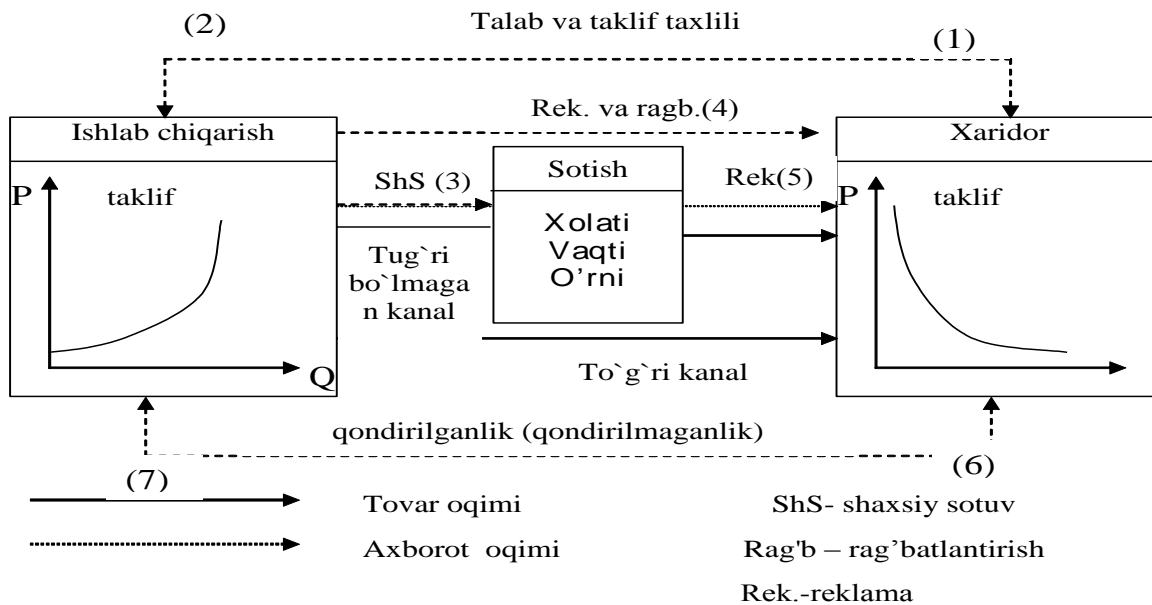 (2)
Talab va taklif taxlili
(1)
Ishlab chiqarish
Rek. va ragb.(4)
Xaridor
P
taklif
ShS (3)
Sotish
Rek(5)
P
taklif
Xolati
Vaqti
O'rni
Tug`ri
bo`lmaga
n kanal
To`g`ri kanal
Q
qondirilganlik (qondirilmaganlik)
(7)
(6)
Tovar oqimi
ShS- shaxsiy sotuv
Axborot oqimi
Rag'b – rag’batlantirish
Rek.-reklama